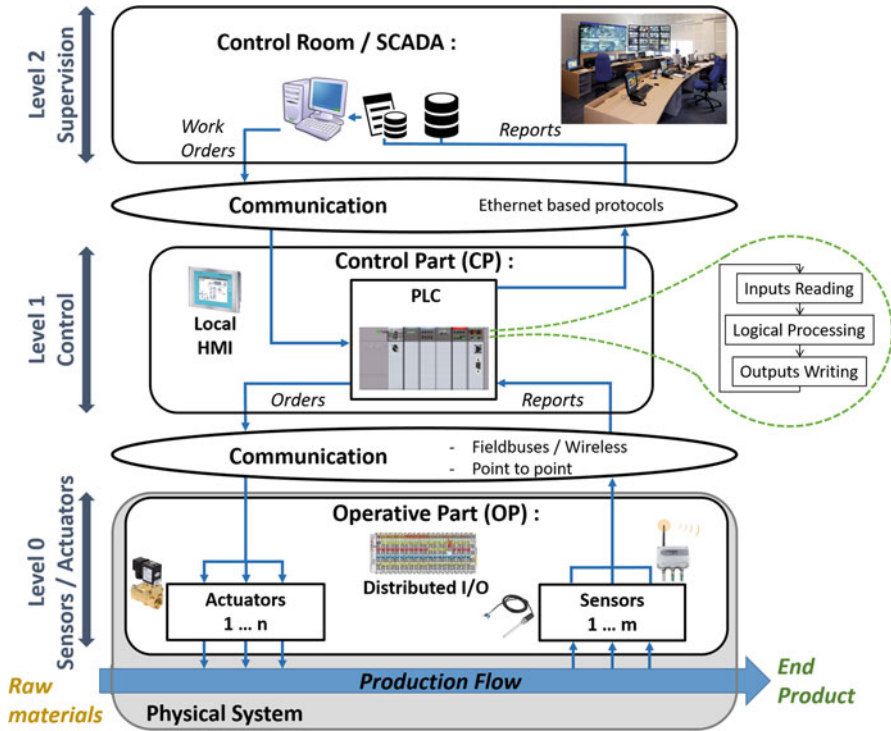 Level 2
Supervision
Control Room / SCADA :
Work
Orders
Reports
Communication
Ethernet based protocols
Level 1
Control
Control Part (CP) :
Local
HMI
PLC
Inputs Reading
Logical Processing
Outputs Writing
Orders
Reports
Communication
- Fieldbuses / Wireless
- Point to point
Level 0
Sensors / Actuators
Operative Part (OP) :
Distributed I/O
Actuators
1 ... n
Sensors
1 ... m
Raw
materials
Production Flow
End
Product
Physical System